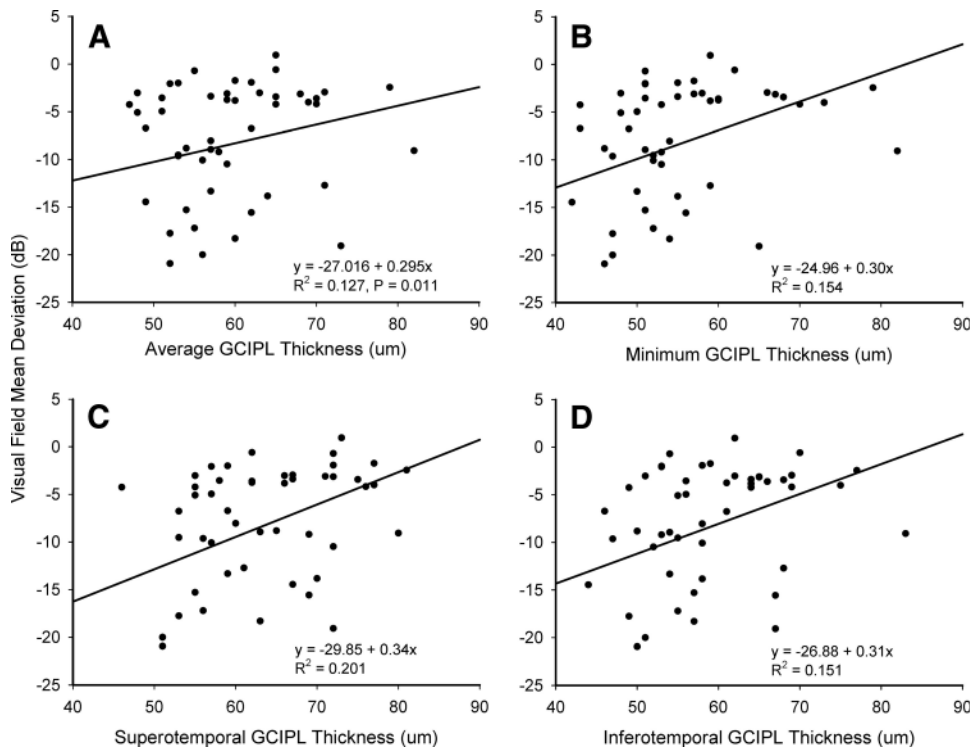 A
5
0
-5
-10
-15
-20
-25
y = -27.016 + 0.295x
R² = 0.127, P = 0.011
40 50 60 70 80 90
Average GCIPL Thickness (um)
B
5
0
-5
-10
-15
-20
-25
y = -24.96 + 0.30x
R² = 0.154
40 50 60 70 80 90
Minimum GCIPL Thickness (um)
Visual Field Mean Deviation (dB)
C
5
0
-5
-10
-15
-20
-25
y = -29.85 + 0.34x
R² = 0.201
40 50 60 70 80 90
Superotemporal GCIPL Thickness (um)
D
5
0
-5
-10
-15
-20
-25
y = -26.88 + 0.31x
R² = 0.151
40 50 60 70 80 90
Inferotemporal GCIPL Thickness (um)